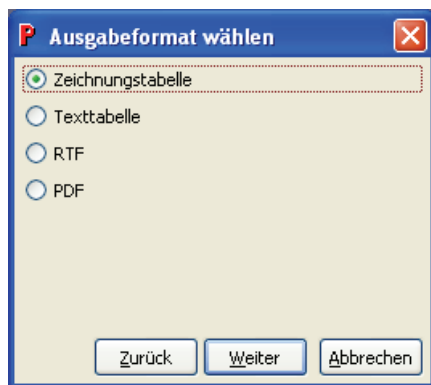 P Ausgabeformat wählen
Zeichnungstabelle
Texttabelle
RTF
PDF
Zurück Weiter Abbrechen